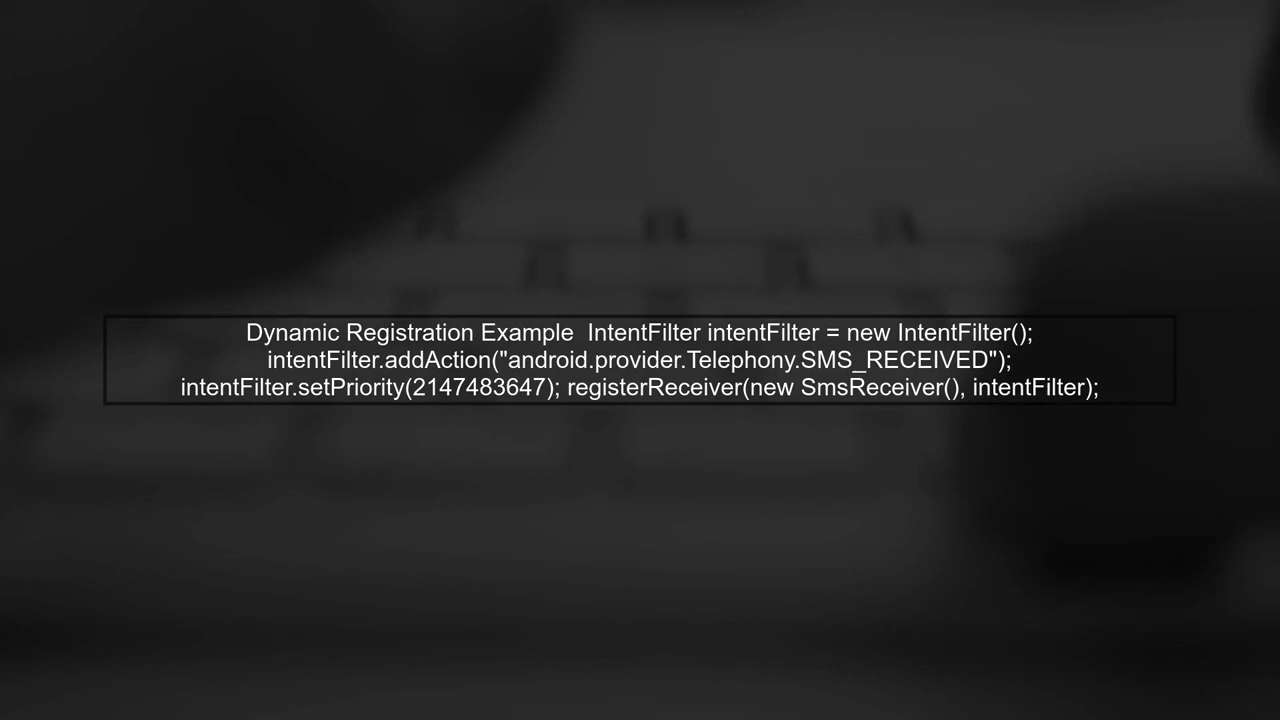 Dynamic Registration Example  IntentFilter intentFilter = new IntentFilter();
intentFilter.addAction("android.provider.Telephony.SMS_RECEIVED");
intentFilter.setPriority(2147483647); registerReceiver(new SmsReceiver(), intentFilter);